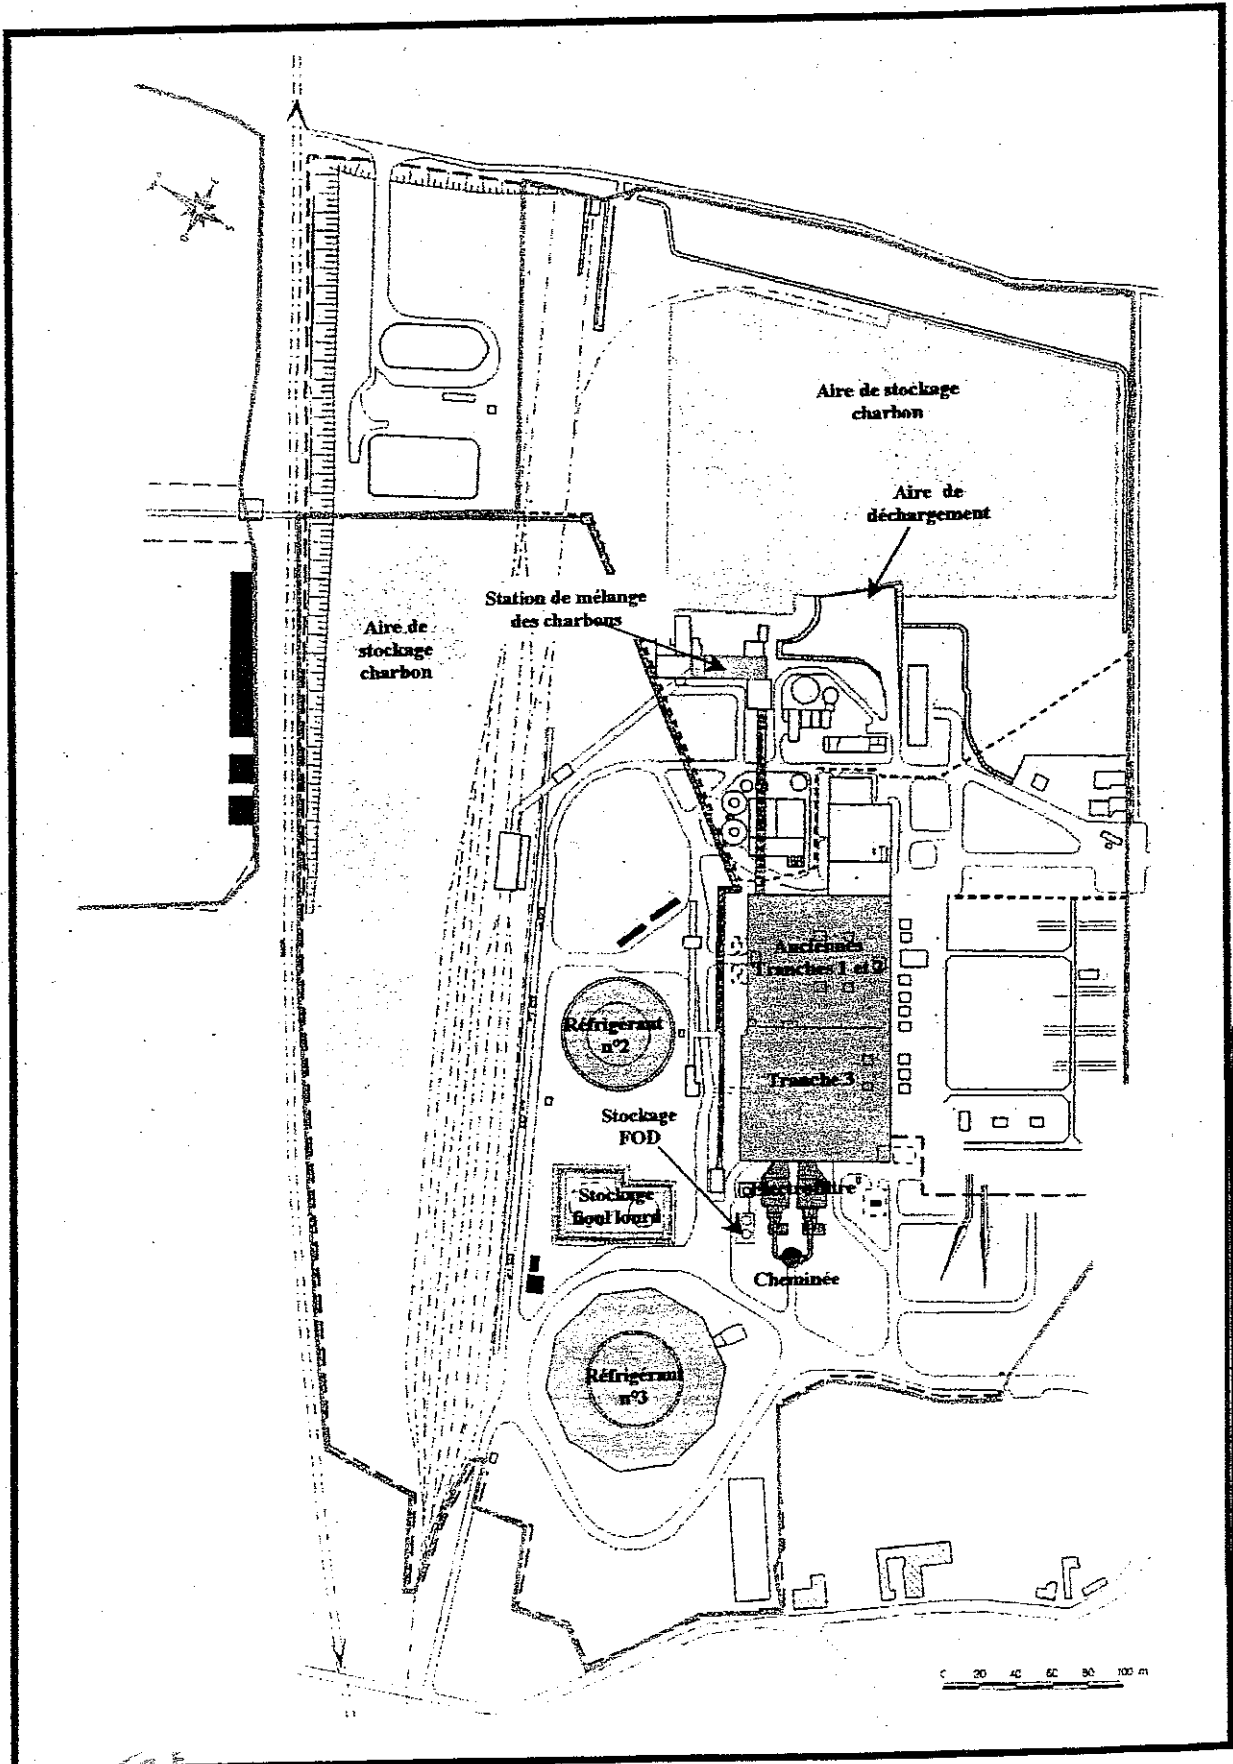 Aire de stockage
charbon
Aire de
déchargement
Station de mélange
des charbons
Aire de
stockage
charbon
Anciennes
Tranches 1 et 2
Réfrigérant
n°2
Tranche 3
Stockage
FOD
Stockage
fioul lourd
Electrofiltre
Cheminée
Réfrigérant
n°3
20 40 60 80 100 m